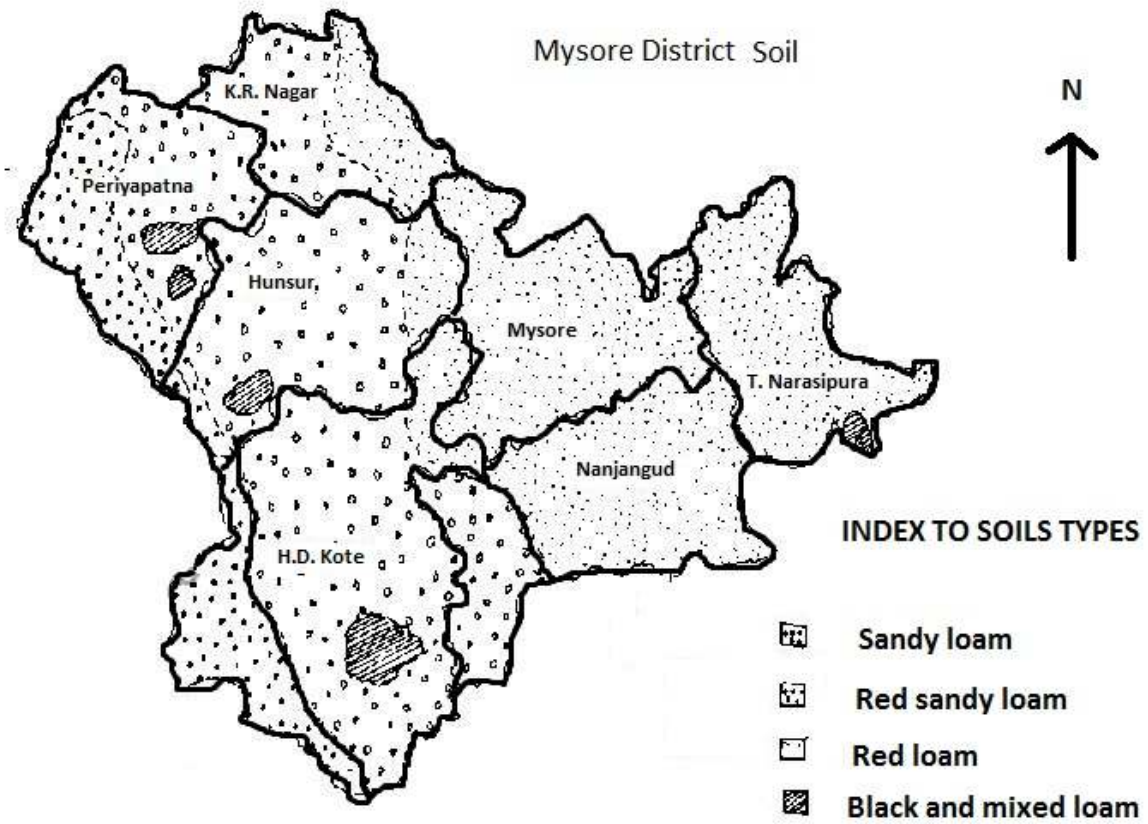 Mysore District Soil
N
K.R. Nagar
Periyapatna
Hunsur
Mysore
T. Narasipura
Nanjangud
H.D. Kote
INDEX TO SOILS TYPES
Sandy loam
Red sandy loam
Red loam
Black and mixed loam